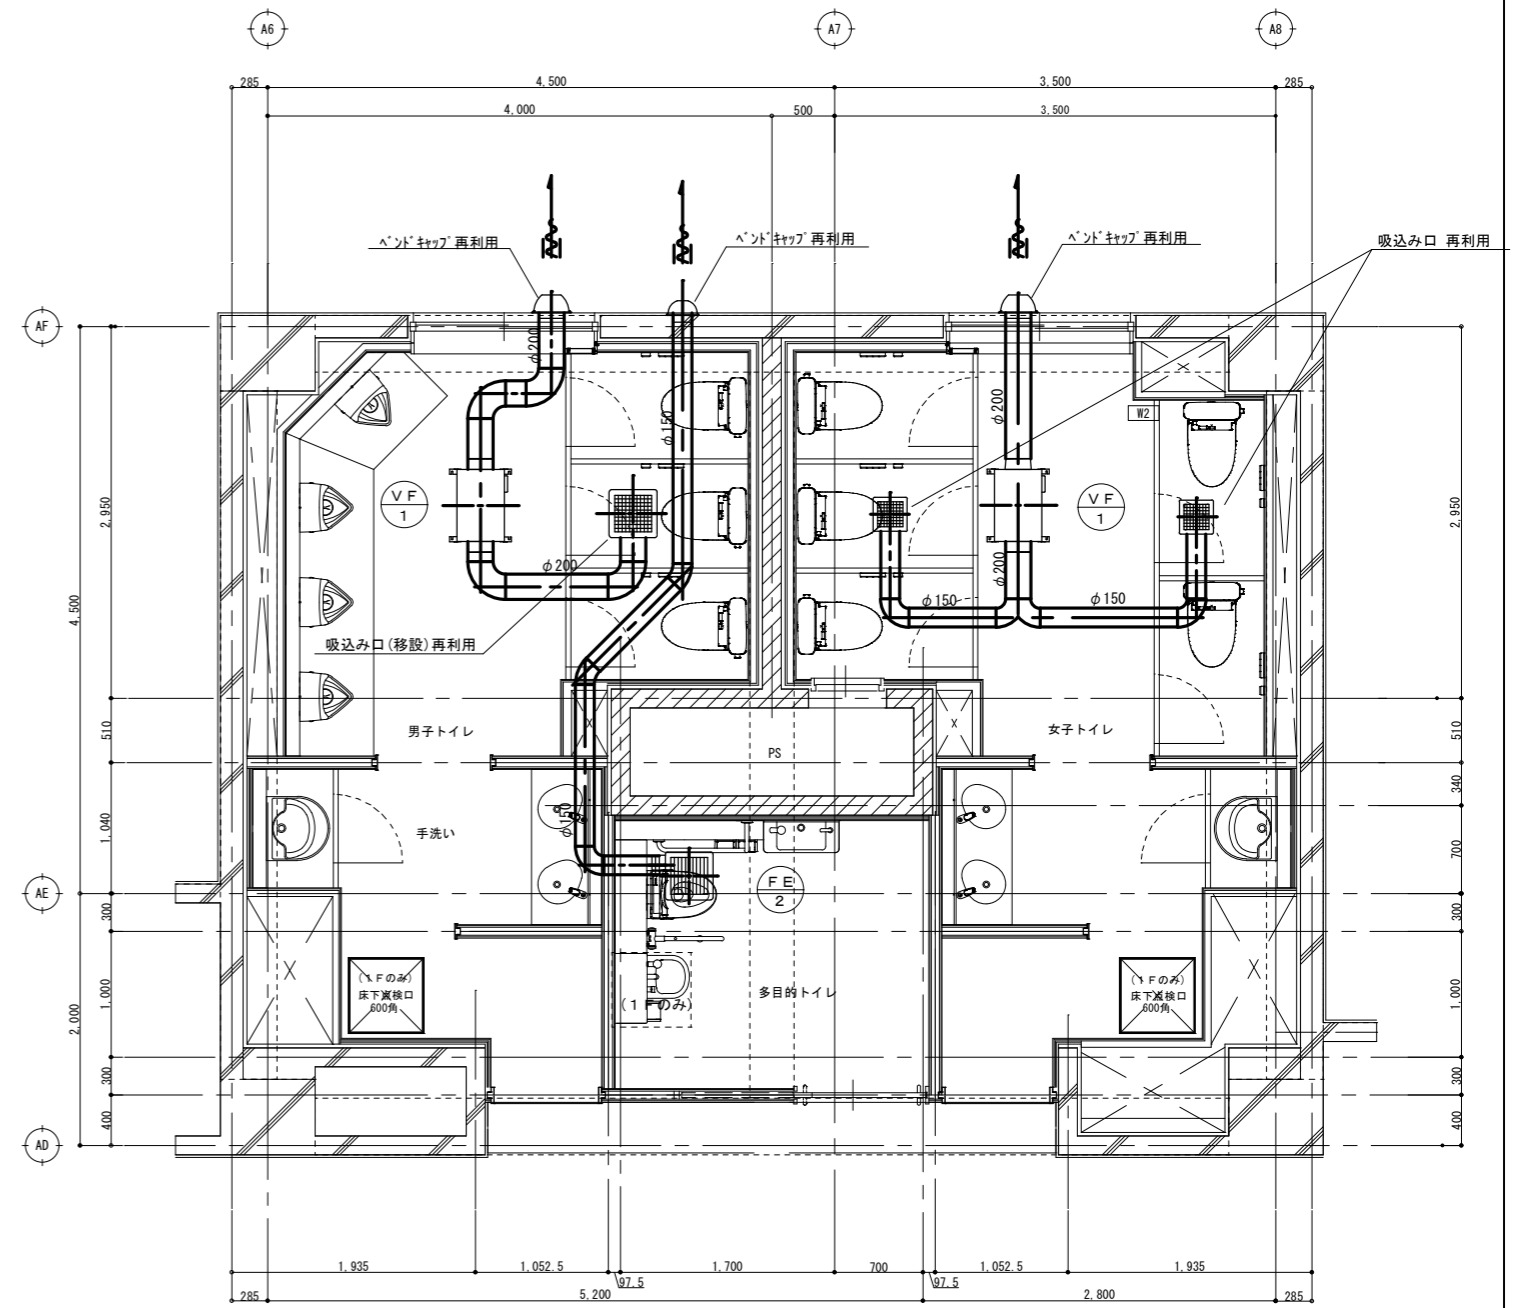 A6
A7
A8
285
4,500
3,500
285
4,000
500
3,500
ﾍﾞﾝﾄﾞｷｬｯﾌﾟ再利用
ﾍﾞﾝﾄﾞｷｬｯﾌﾟ再利用
ﾍﾞﾝﾄﾞｷｬｯﾌﾟ再利用
吸込み口 再利用
AF
φ200
φ150
φ200
W2
VF
1
VF
1
2,950
2,950
4,500
φ200
φ200
φ150
φ150
吸込み口(移設)再利用
510
男子トイレ
女子トイレ
510
PS
340
1,040
手洗い
φ150
700
AE
FE
2
300
300
(1Fのみ)
床下点検口
600角
(1Fのみ)
多目的トイレ
(1Fのみ)
床下点検口
600角
1,000
1,000
2,000
300
300
400
400
AD
1,935
1,052.5
97.5
1,700
700
97.5
1,052.5
1,935
285
5,200
2,800
285